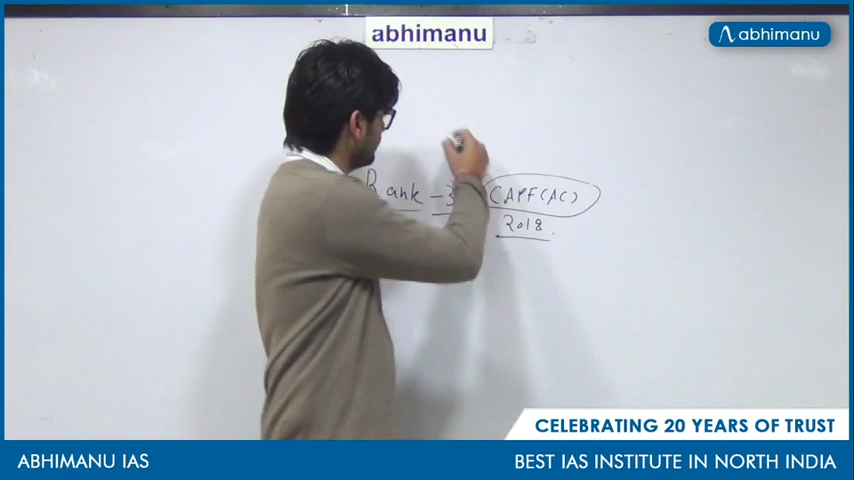 abhimanu
abhimanu
Rank - 3 CAPF(AC)
2018.
CELEBRATING 20 YEARS OF TRUST
ABHIMANU IAS
BEST IAS INSTITUTE IN NORTH INDIA